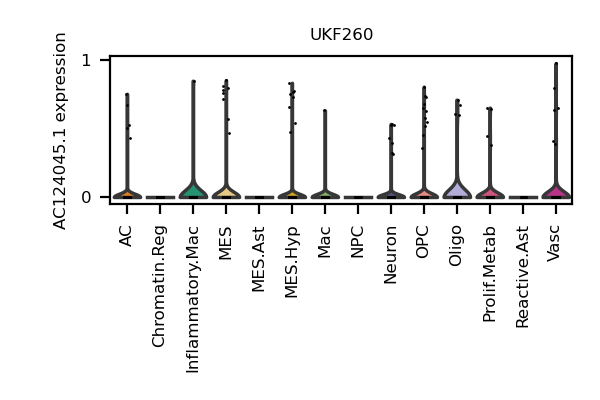 UKF260
AC124045.1 expression
1
0
AC
Chromatin.Reg
Inflammatory.Mac
MES
MES.Ast
MES.Hyp
Mac
NPC
Neuron
OPC
Oligo
Prolif.Metab
Reactive.Ast
Vasc